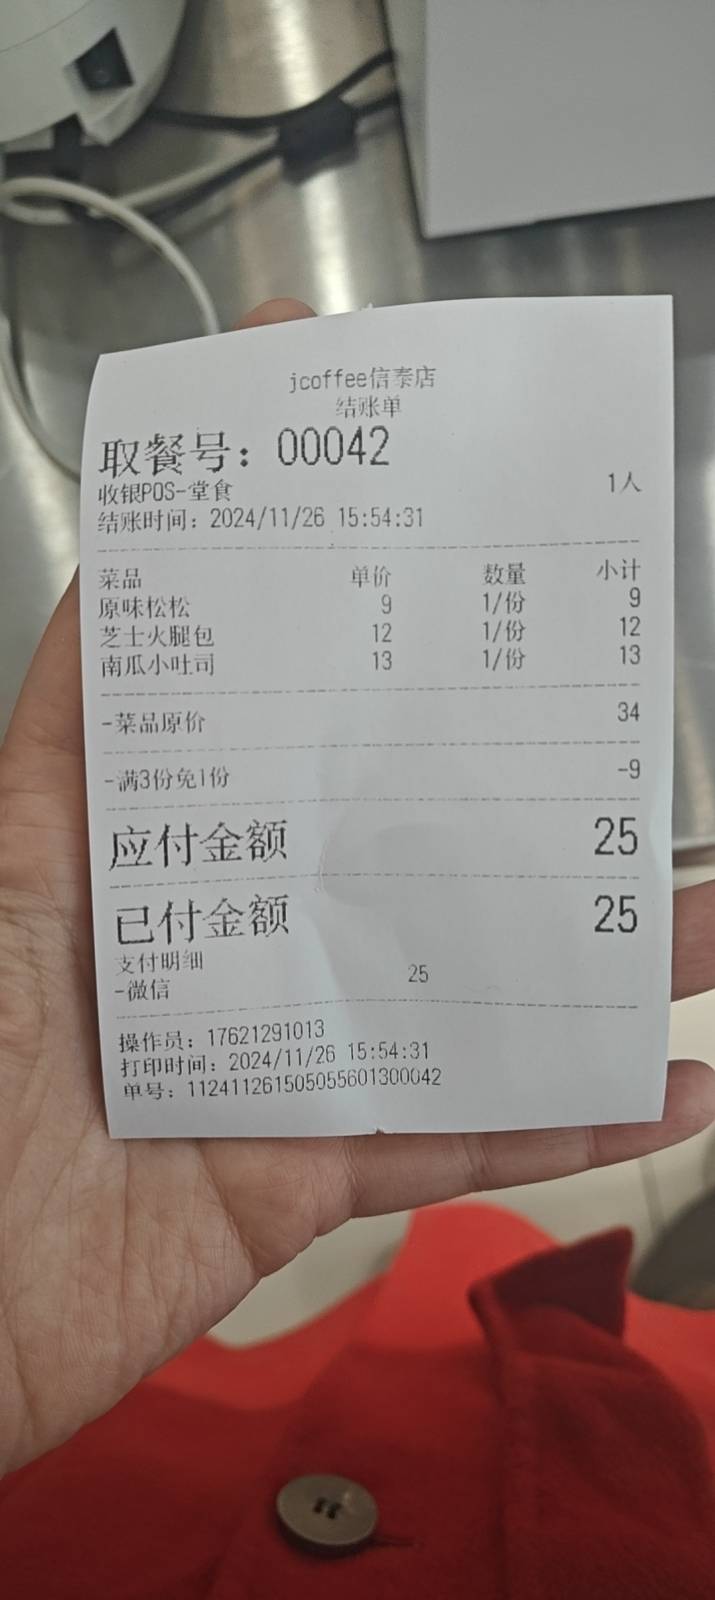 jcoffee信泰店
结账单
取餐号：00042
收银POS-堂食 1人
结账时间：2024/11/26 15:54:31
菜品 单价 数量 小计
原味松松 9 1/份 9
芝士火腿包 12 1/份 12
南瓜小吐司 13 1/份 13
-菜品原价 34
-满3份免1份 -9
应付金额 25
已付金额 25
支付明细
-微信 25
操作员：17621291013
打印时间：2024/11/26 15:54:31
单号：112411261505055601300042